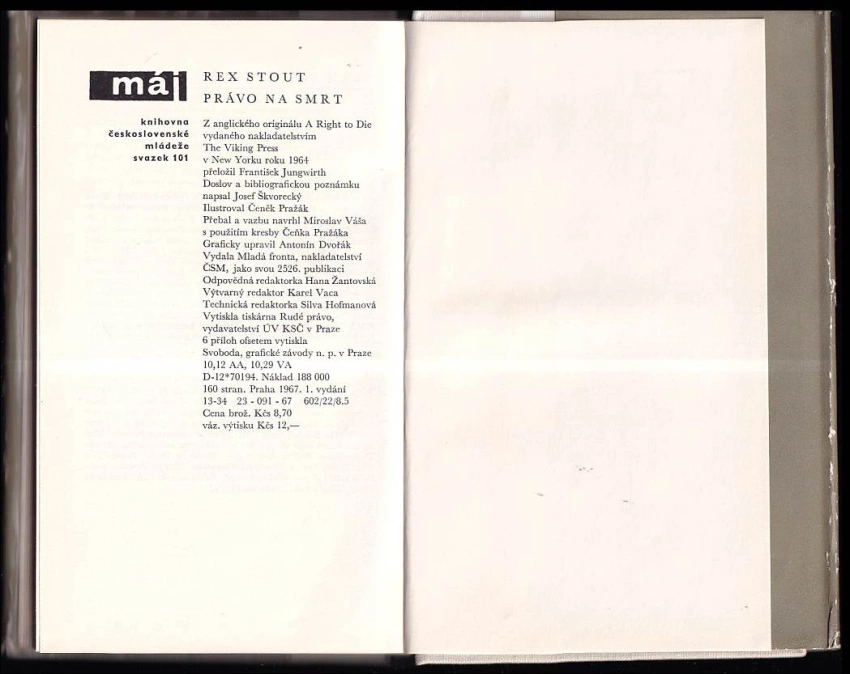 máj
knihovna
československé
mládeže
svazek 101
REX STOUT
PRÁVO NA SMRT
Z anglického originálu A Right to Die
vydaného nakladatelstvím
The Viking Press
v New Yorku roku 1964
přeložil František Jungwirth
Doslov a bibliografickou poznámku
napsal Josef Škvorecký
Ilustroval Čeněk Pražák
Přebal a vazbu navrhl Miroslav Váša
s použitím kresby Čeňka Pražáka
Graficky upravil Antonín Dvořák
Vydala Mladá fronta, nakladatelství
ČSM, jako svou 2526. publikaci
Odpovědná redaktorka Hana Žantovská
Výtvarný redaktor Karel Vaca
Technická redaktorka Silva Hofmanová
Vytiskla tiskárna Rudé právo,
vydavatelství ÚV KSČ v Praze
6 příloh ofsetem vytiskla
Svoboda, grafické závody n. p. v Praze
10,12 AA, 10,29 VA
D-12*70194. Náklad 188 000
160 stran. Praha 1967. 1. vydání
13-34 23 - 091 - 67 602/22/8.5
Cena brož. Kčs 8,70
váz. výtisku Kčs 12,—